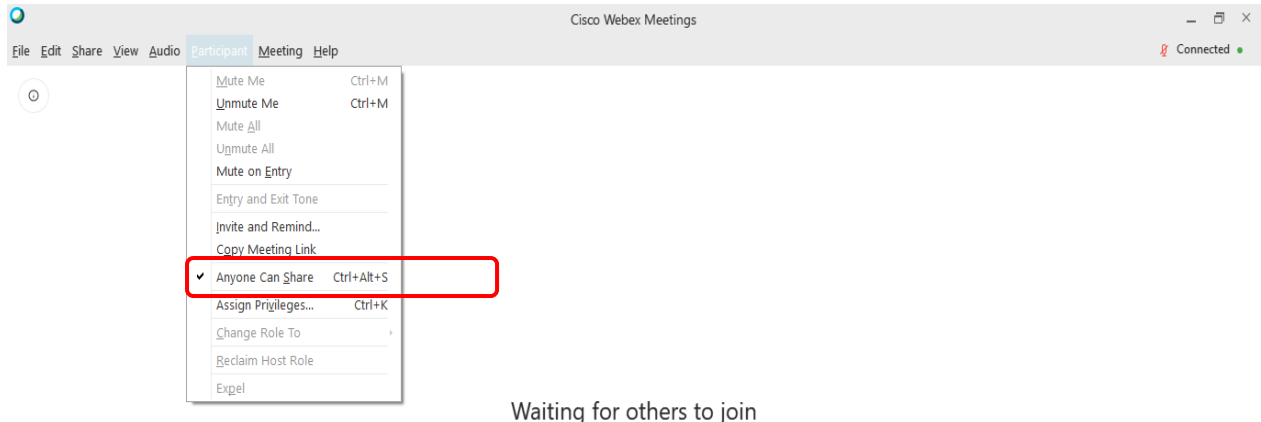 Cisco Webex Meetings
File Edit Share View Audio Participant Meeting Help
Connected
Mute Me Ctrl+M
Unmute Me Ctrl+M
Mute All
Unmute All
Mute on Entry
Entry and Exit Tone
Invite and Remind...
Copy Meeting Link
Anyone Can Share Ctrl+Alt+S
Assign Privileges... Ctrl+K
Change Role To
Reclaim Host Role
Expel
Waiting for others to join